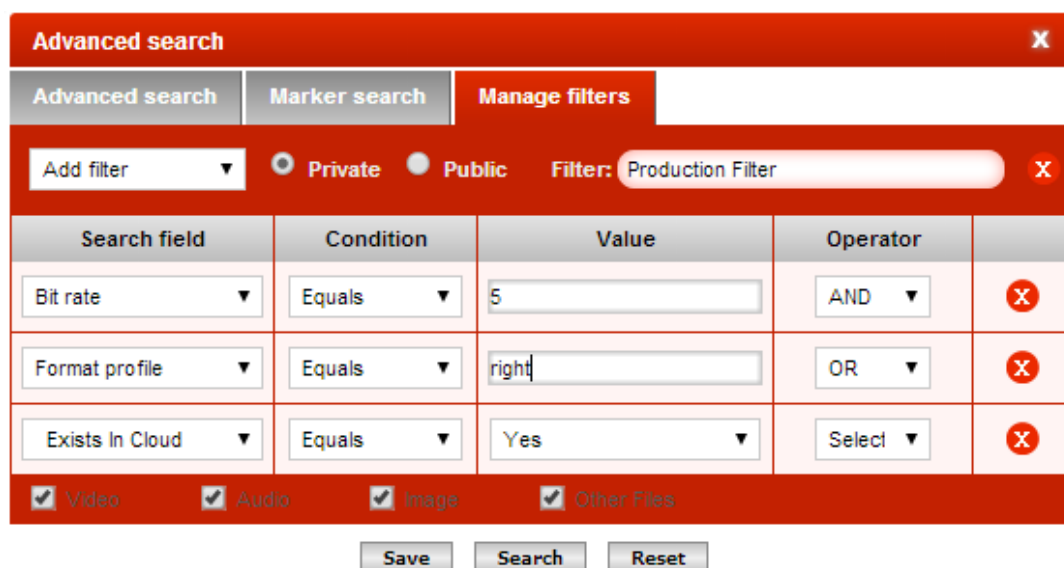 Advanced search X
Advanced search Marker search Manage filters
Add filter Private Public Filter: Production Filter X
Search field Condition Value Operator
Bit rate Equals 5 AND X
Format profile Equals right OR X
Exists In Cloud Equals Yes Select X
Video Audio Image Other Files
Save Search Reset